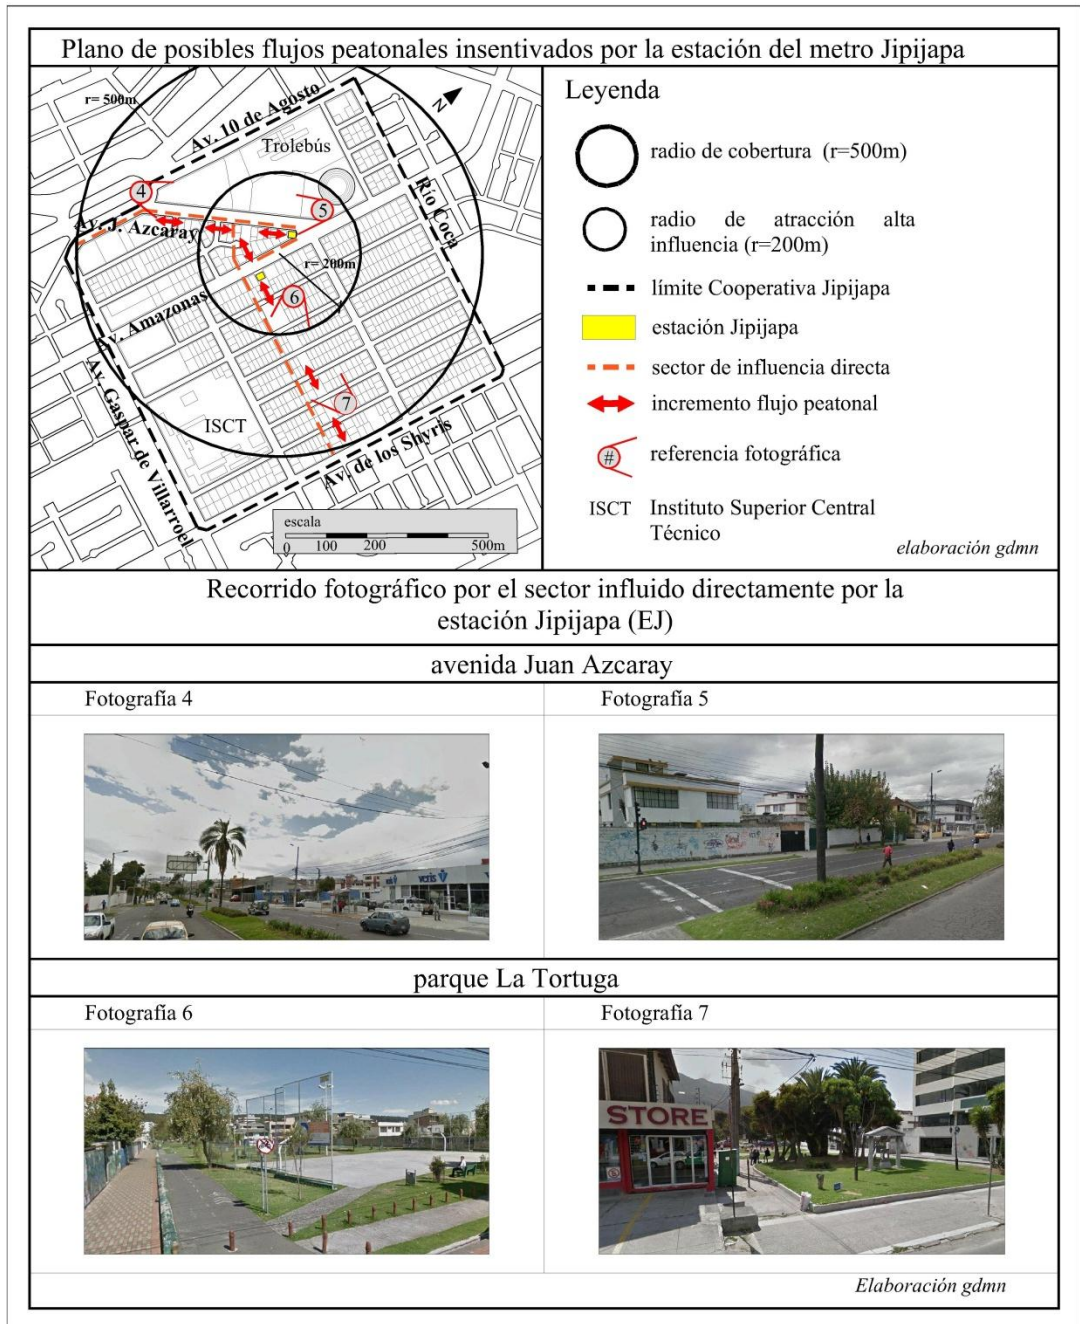 Plano de posibles flujos peatonales insentivados por la estación del metro Jipijapa
r= 500m
Av. 10 de Agosto
N
Trolebús
4
5
Río Coca
Av. J. Azcaray
r= 200m
6
Av. Amazonas
Av. Gaspar de Villarroel
7
ISCT
Av. de los Shyris
escala
0 100 200 500m
Leyenda
radio de cobertura (r=500m)
radio de atracción alta
influencia (r=200m)
límite Cooperativa Jipijapa
estación Jipijapa
sector de influencia directa
incremento flujo peatonal
# referencia fotográfica
ISCT Instituto Superior Central
Técnico
elaboración gdmn
Recorrido fotográfico por el sector influido directamente por la
estación Jipijapa (EJ)
avenida Juan Azcaray
Fotografía 4
Fotografía 5
veris
parque La Tortuga
Fotografía 6
Fotografía 7
STORE
Elaboración gdmn